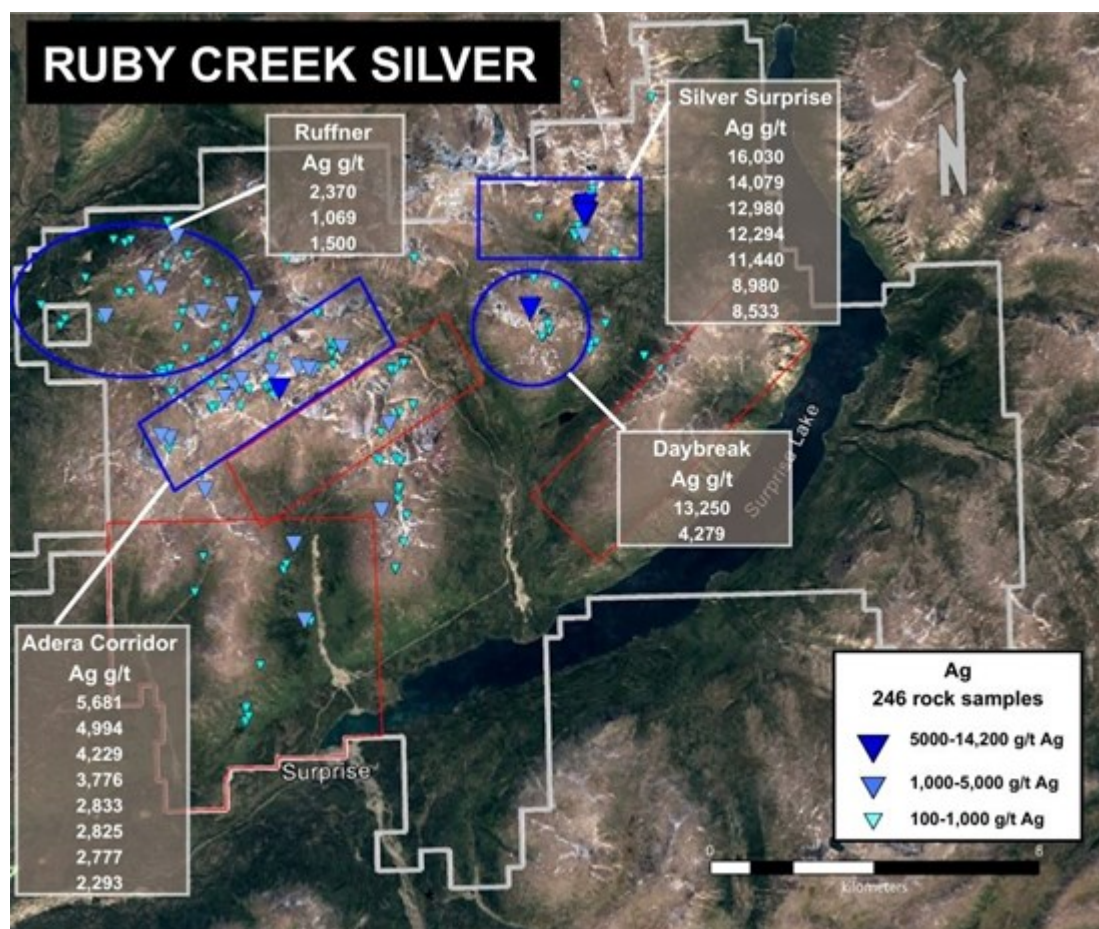 RUBY CREEK SILVER
Ruffner
Ag g/t
2,370
1,069
1,500
Silver Surprise
Ag g/t
16,030
14,079
12,980
12,294
11,440
8,980
8,533
N
Daybreak
Ag g/t
13,250
4,279
Surprise Lake
Adera Corridor
Ag g/t
5,681
4,994
4,229
3,776
2,833
2,825
2,777
2,293
Surprise
Ag
246 rock samples
5000-14,200 g/t Ag
1,000-5,000 g/t Ag
100-1,000 g/t Ag
0
6
kilometers